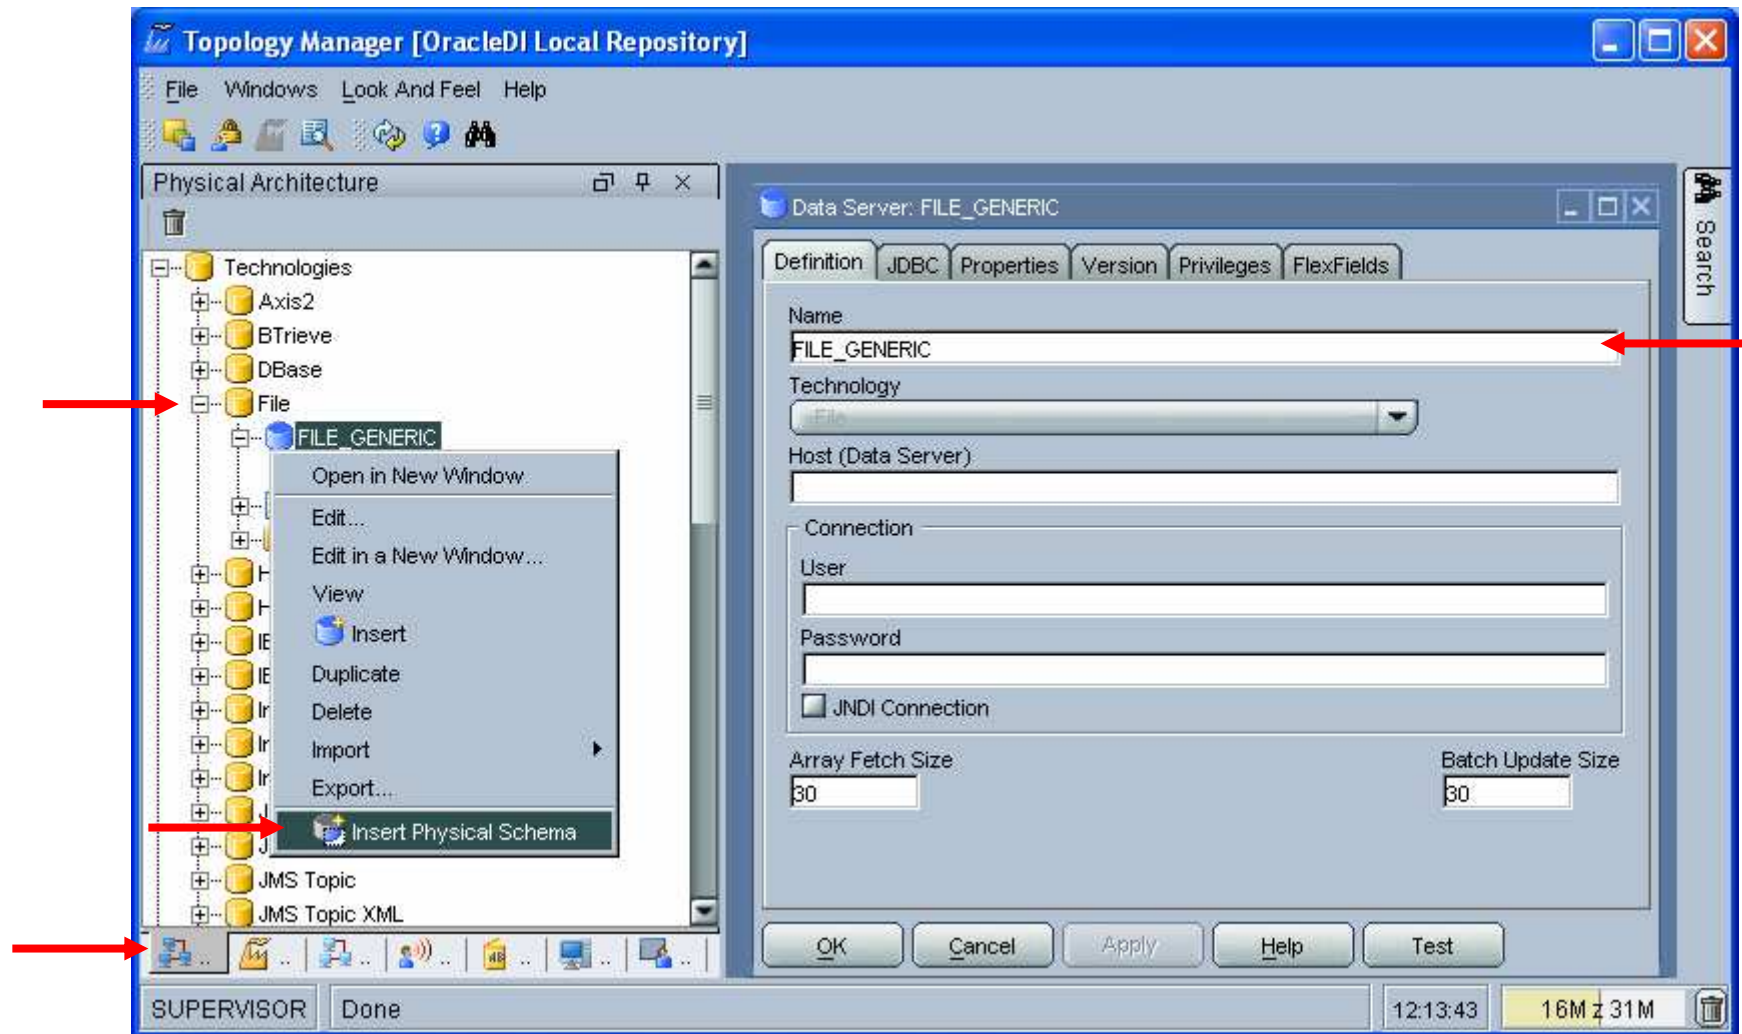 Topology Manager [OracleDI Local Repository]
File Windows Look And Feel Help
Physical Architecture
Technologies
Axis2
BTrieve
DBase
File
FILE_GENERIC
Open in New Window
Edit...
Edit in a New Window...
View
Insert
Duplicate
Delete
Import
Export...
Insert Physical Schema
JMS Topic
JMS Topic XML
Data Server: FILE_GENERIC
Definition JDBC Properties Version Privileges FlexFields
Name
FILE_GENERIC
Technology
File
Host (Data Server)
Connection
User
Password
JNDI Connection
Array Fetch Size Batch Update Size
30 30
OK Cancel Apply Help Test
Search
SUPERVISOR Done 12:13:43 16M z 31M